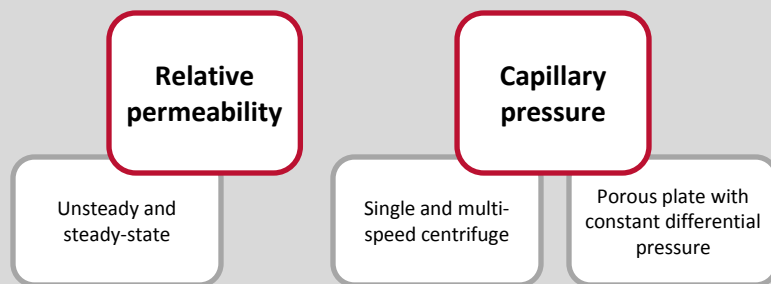 Relative
permeability
Capillary
pressure
Unsteady and
steady-state
Single and multi-
speed centrifuge
Porous plate with
constant differential
pressure